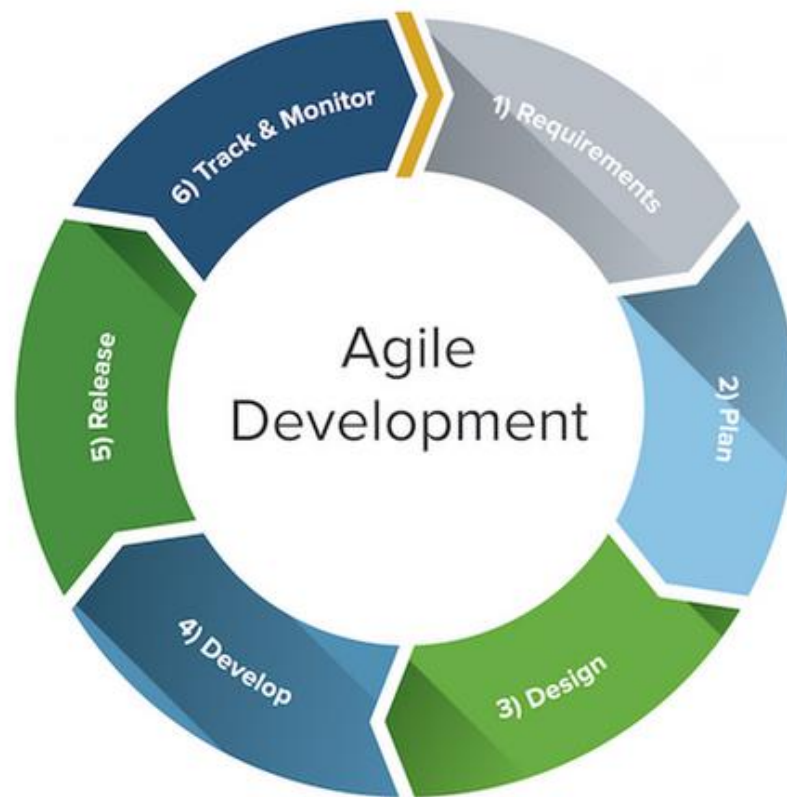 Agile
Development
1) Requirements
2) Plan
3) Design
4) Develop
5) Release
6) Track & Monitor